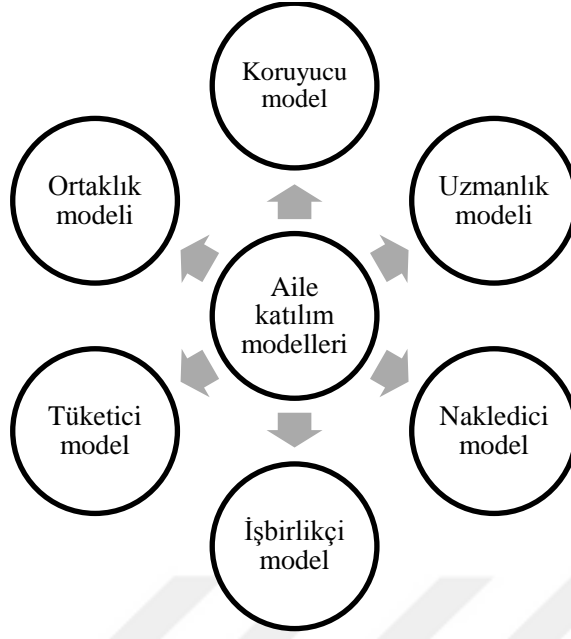 Koruyucu
model
Ortaklık
modeli
Uzmanlık
modeli
Aile
katılım
modelleri
Tüketici
model
Nakledici
model
İşbirlikçi
model